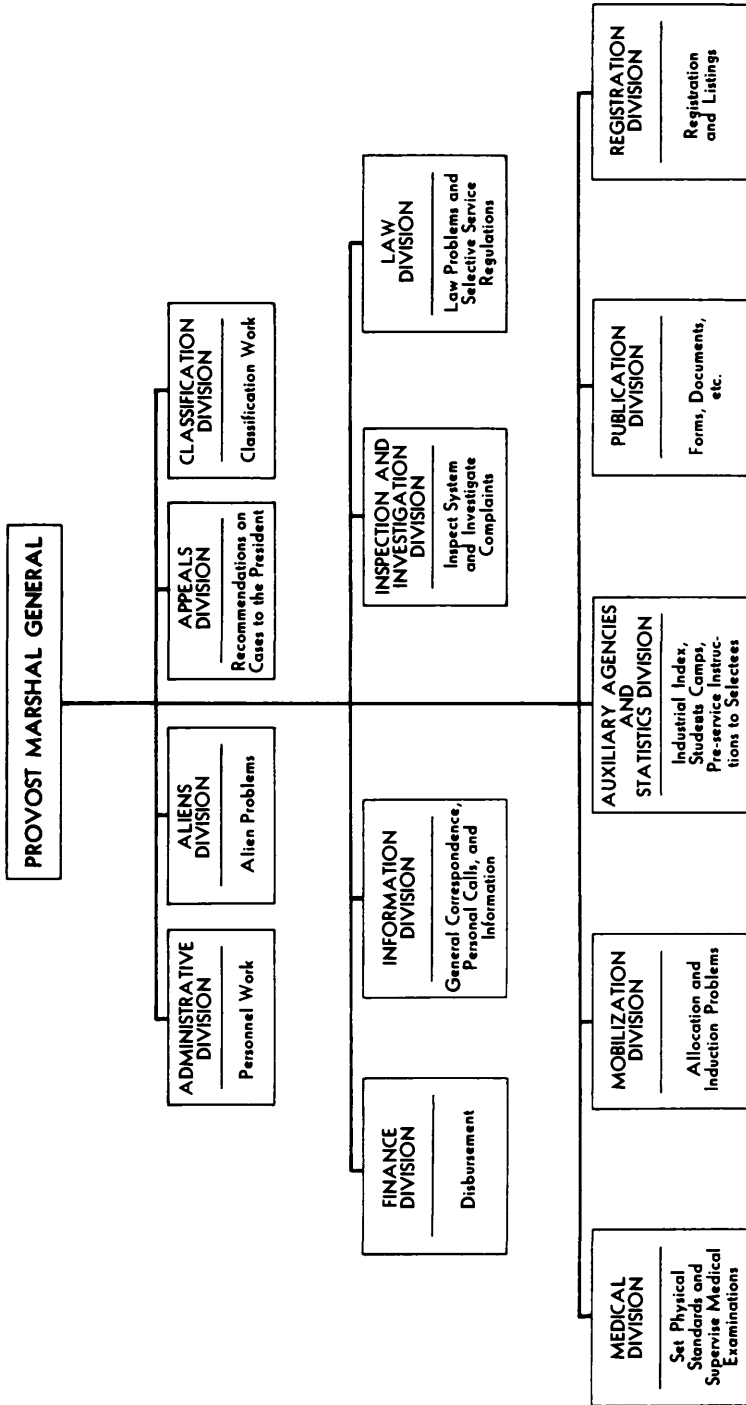 PROVOST MARSHAL GENERAL
ADMINISTRATIVE
DIVISION
Personnel Work
ALIENS
DIVISION
Alien Problems
APPEALS
DIVISION
Recommendations on
Cases to the President
CLASSIFICATION
DIVISION
Classification Work
FINANCE
DIVISION
Disbursement
INFORMATION
DIVISION
General Correspondence,
Personal Calls, and
Information
INSPECTION AND
INVESTIGATION
DIVISION
Inspect System
and Investigate
Complaints
LAW
DIVISION
Law Problems and
Selective Service
Regulations
MEDICAL
DIVISION
Set Physical
Standards and
Supervise Medical
Examinations
MOBILIZATION
DIVISION
Allocation and
Induction Problems
AUXILIARY AGENCIES
AND
STATISTICS DIVISION
Industrial Index,
Students Camps,
Pre-service Instruc-
tions to Selectees
PUBLICATION
DIVISION
Forms, Documents,
etc.
REGISTRATION
DIVISION
Registration
and Listings